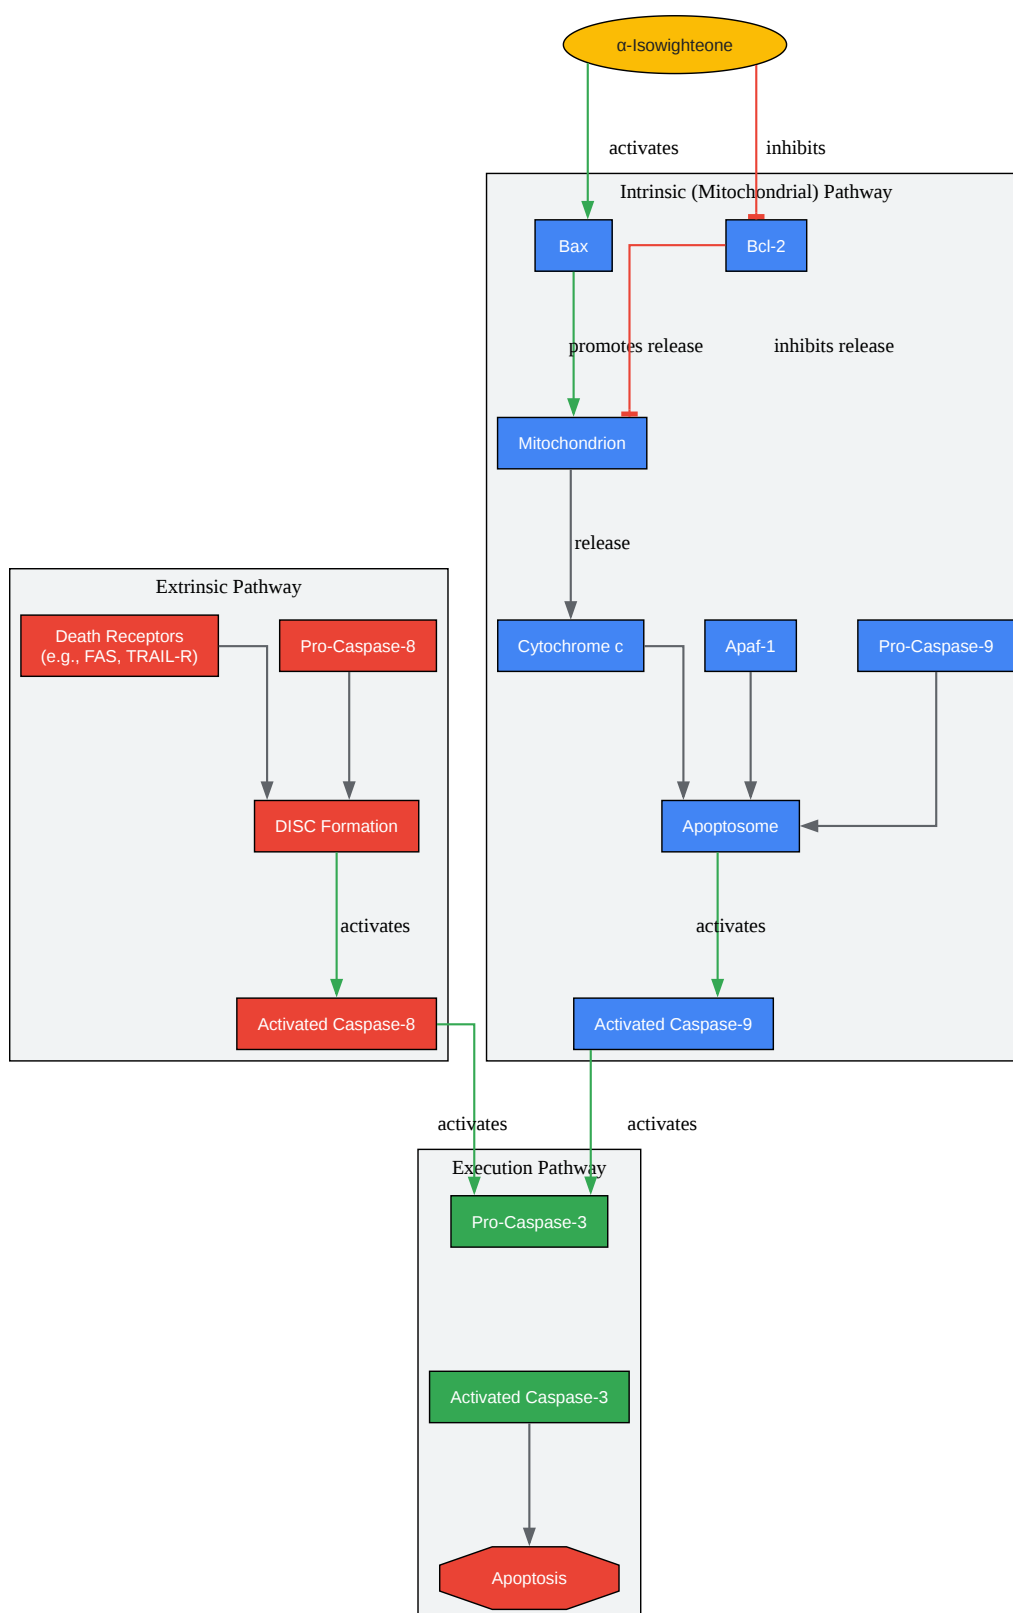 α-Isowighteone
activates
inhibits
Intrinsic (Mitochondrial) Pathway
Bax
Bcl-2
promotes release
inhibits release
Mitochondrion
release
Extrinsic Pathway
Death Receptors
(e.g., FAS, TRAIL-R)
Pro-Caspase-8
Cytochrome c
Apaf-1
Pro-Caspase-9
DISC Formation
Apoptosome
activates
activates
Activated Caspase-8
Activated Caspase-9
activates
activates
Execution Pathway
Pro-Caspase-3
Activated Caspase-3
Apoptosis